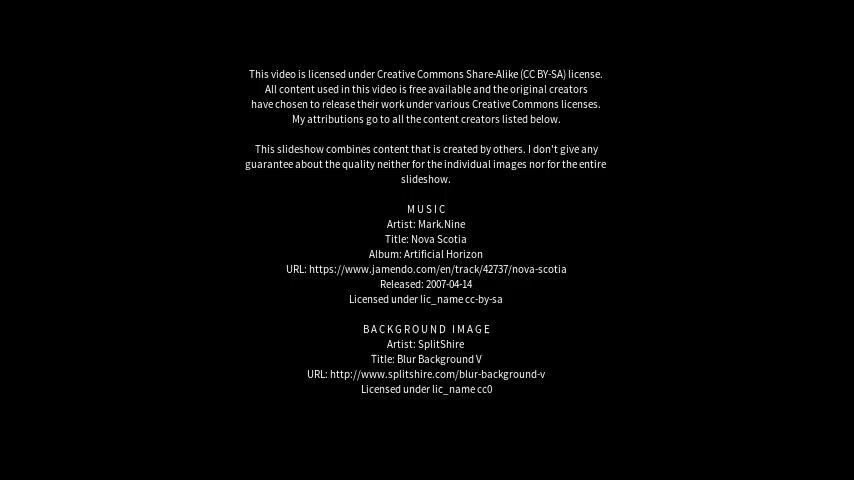 This video is licensed under Creative Commons Share-Alike (CC BY-SA) license.
All content used in this video is free available and the original creators
have chosen to release their work under various Creative Commons licenses.
My attributions go to all the content creators listed below.
This slideshow combines content that is created by others. I don't give any
guarantee about the quality neither for the individual images nor for the entire
slideshow.
MUSIC
Artist: Mark.Nine
Title: Nova Scotia
Album: Artificial Horizon
URL: https://www.jamendo.com/en/track/42737/nova-scotia
Released: 2007-04-14
Licensed under lic_name cc-by-sa
BACKGROUND IMAGE
Artist: SplitShire
Title: Blur Background V
URL: http://www.splitshire.com/blur-background-v
Licensed under lic_name cc0